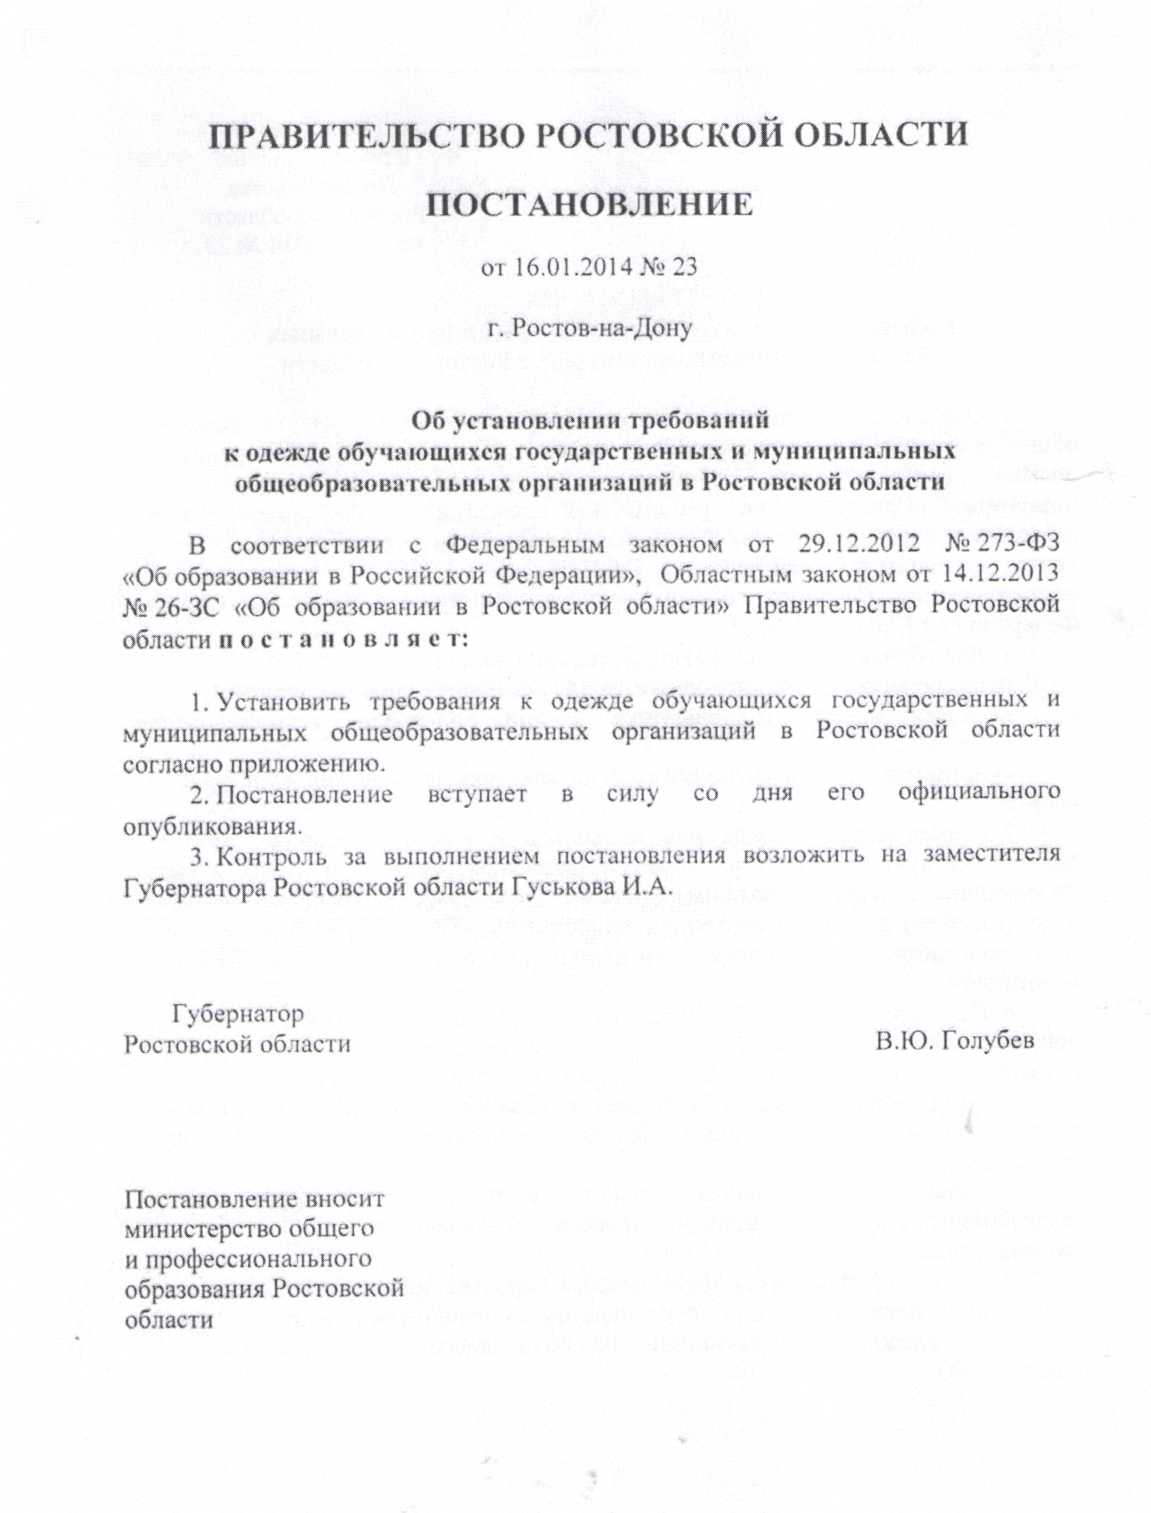 ПРАВИТЕЛЬСТВО РОСТОВСКОЙ ОБЛАСТИ
ПОСТАНОВЛЕНИЕ
от 16.01.2014 № 23
г. Ростов-на-Дону
Об установлении требований
к одежде обучающихся государственных и муниципальных
общеобразовательных организаций в Ростовской области
В соответствии с Федеральным законом от 29.12.2012 № 273-ФЗ
«Об образовании в Российской Федерации», Областным законом от 14.12.2013
№ 26-ЗС «Об образовании в Ростовской области» Правительство Ростовской
области п о с т а н о в л я е т:
1. Установить требования к одежде обучающихся государственных и
муниципальных общеобразовательных организаций в Ростовской области
согласно приложению.
2. Постановление вступает в силу со дня его официального
опубликования.
3. Контроль за выполнением постановления возложить на заместителя
Губернатора Ростовской области Гуськова И.А.
Губернатор
Ростовской области
В.Ю. Голубев
Постановление вносит
министерство общего
и профессионального
образования Ростовской
области